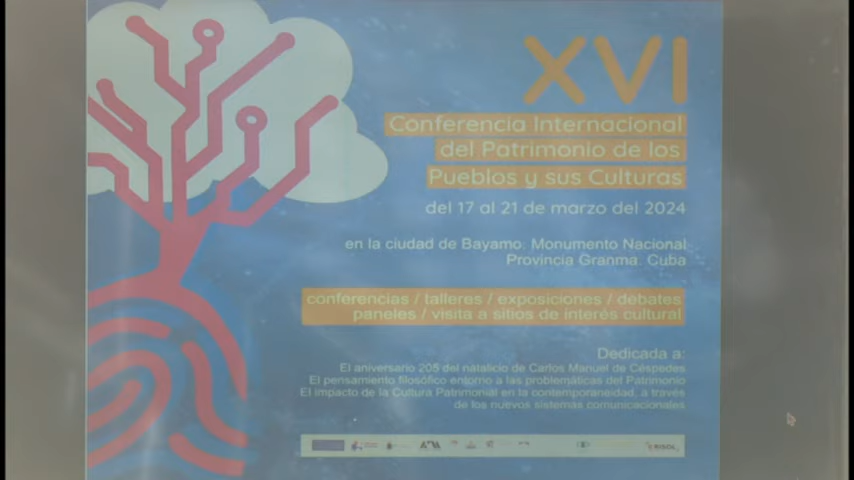 XVI
Conferencia Internacional
del Patrimonio de los
Pueblos y sus Culturas
del 17 al 21 de marzo del 2024
en la ciudad de Bayamo: Monumento Nacional
Provincia Granma. Cuba
conferencias / talleres / exposiciones / debates
paneles / visita a sitios de interés cultural
Dedicada a:
El aniversario 205 del natalicio de Carlos Manuel de Céspedes
El pensamiento filosófico entorno a las problemáticas del Patrimonio
El impacto de la Cultura Patrimonial en la contemporaneidad, a través
de los nuevos sistemas comunicacionales